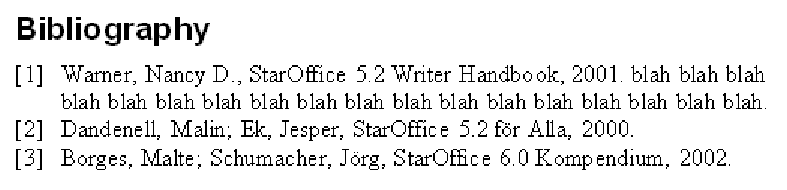 Bibliography
[1] Warner, Nancy D., StarOffice 5.2 Writer Handbook, 2001. blah blah blah
blah blah blah blah blah blah blah blah blah blah blah blah blah blah blah blah.
[2] Dandenell, Malin; Ek, Jesper, StarOffice 5.2 för Alla, 2000.
[3] Borges, Malte; Schumacher, Jörg, StarOffice 6.0 Kompendium, 2002.